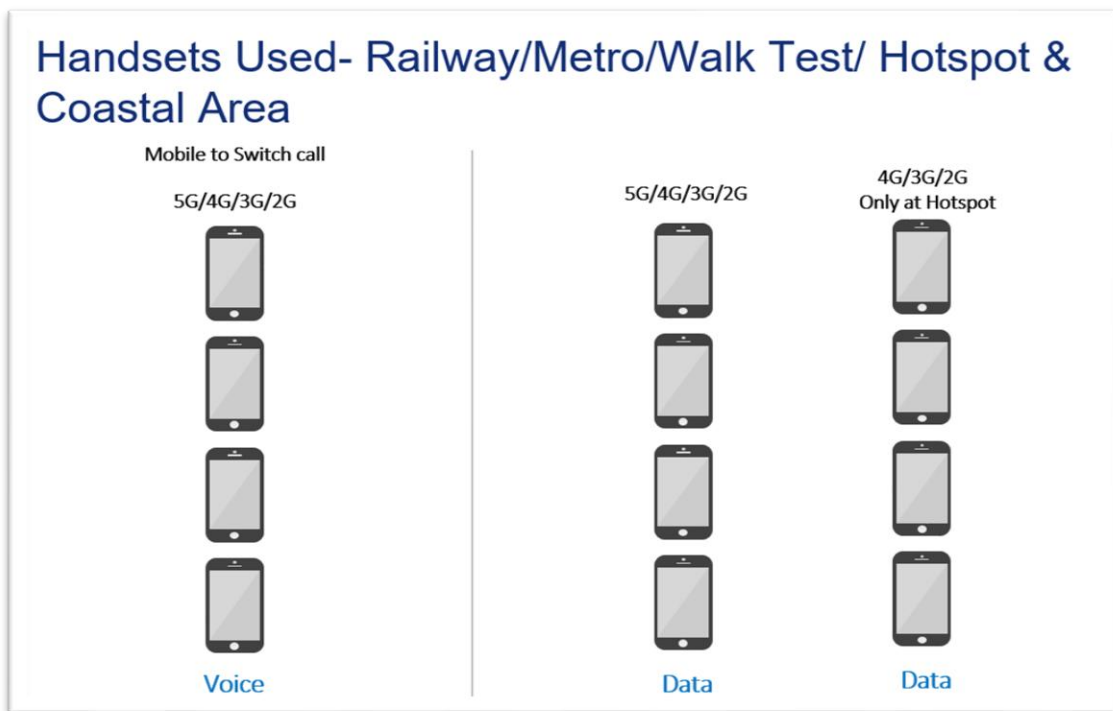 Handsets Used- Railway/Metro/Walk Test/ Hotspot &
Coastal Area
Mobile to Switch call
5G/4G/3G/2G
Voice
5G/4G/3G/2G
Data
4G/3G/2G
Only at Hotspot
Data